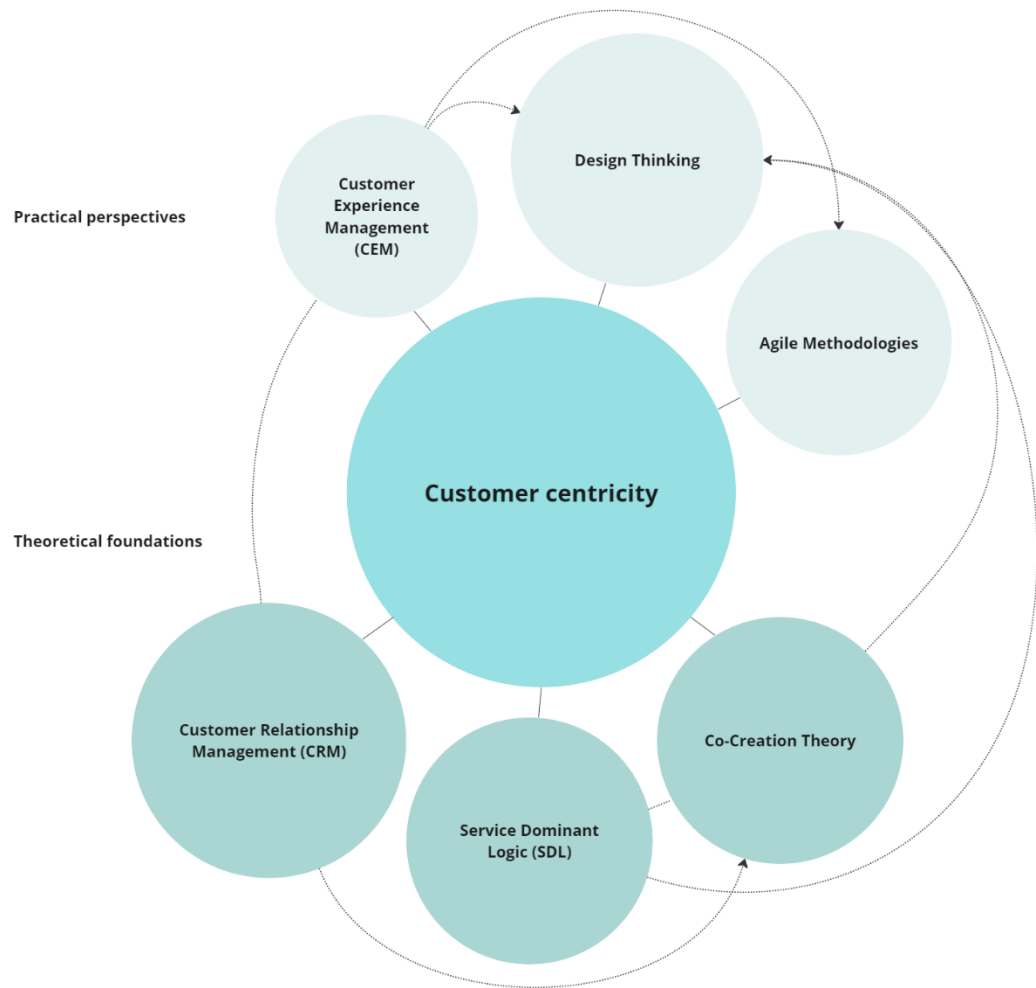 Design Thinking
Customer
Experience
Management
(CEM)
Practical perspectives
Agile Methodologies
Customer centricity
Theoretical foundations
Customer Relationship
Management (CRM)
Co-Creation Theory
Service Dominant
Logic (SDL)